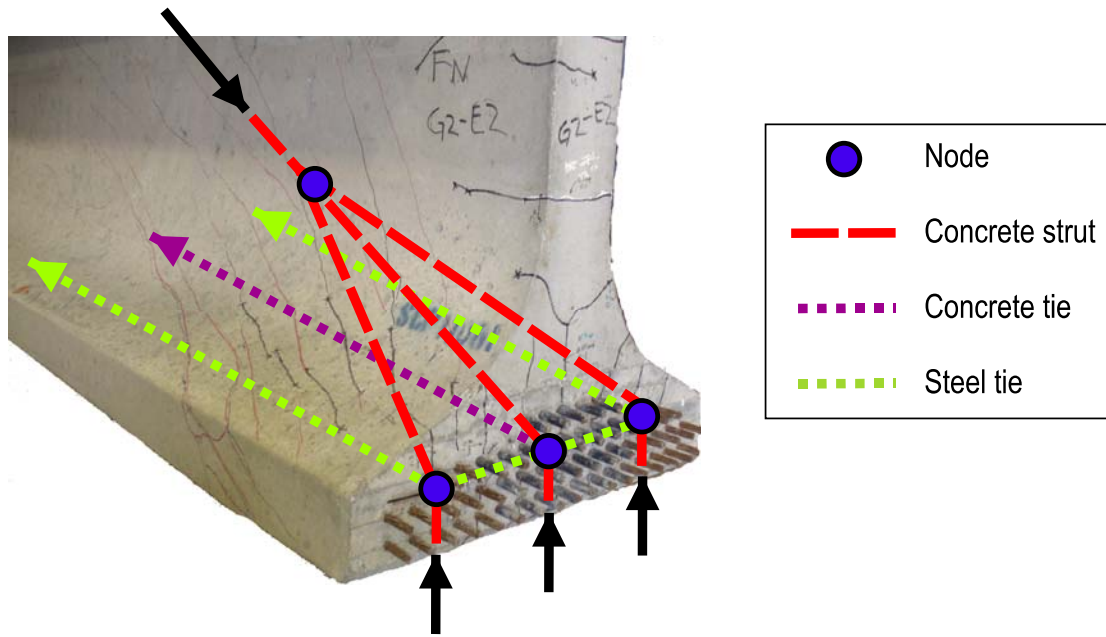 FN
G2-E2
G2-E2
Node
Concrete strut
Concrete tie
Steel tie